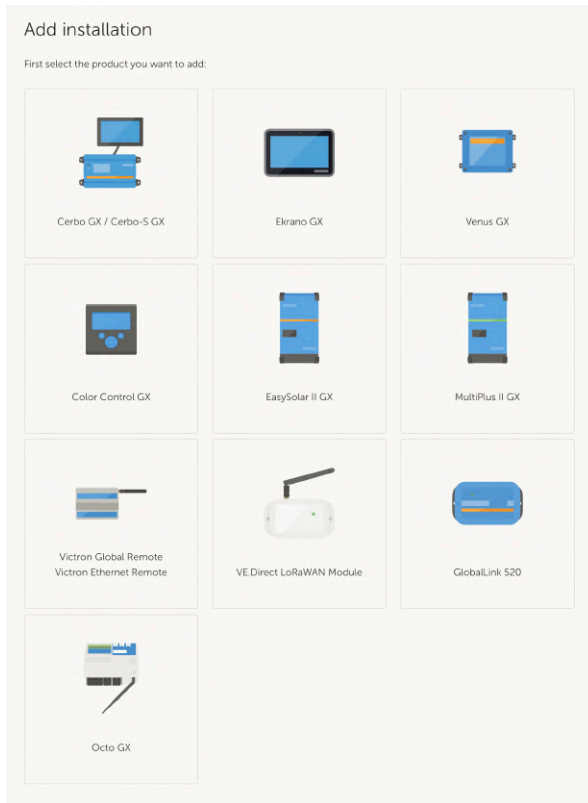 Add installation
First select the product you want to add:
Cerbo GX / Cerbo-S GX
Ekrano GX
Venus GX
Color Control GX
EasySolar II GX
MultiPlus II GX
Victron Global Remote
Victron Ethernet Remote
VE.Direct LoRaWAN Module
GlobalLink 520
Octo GX